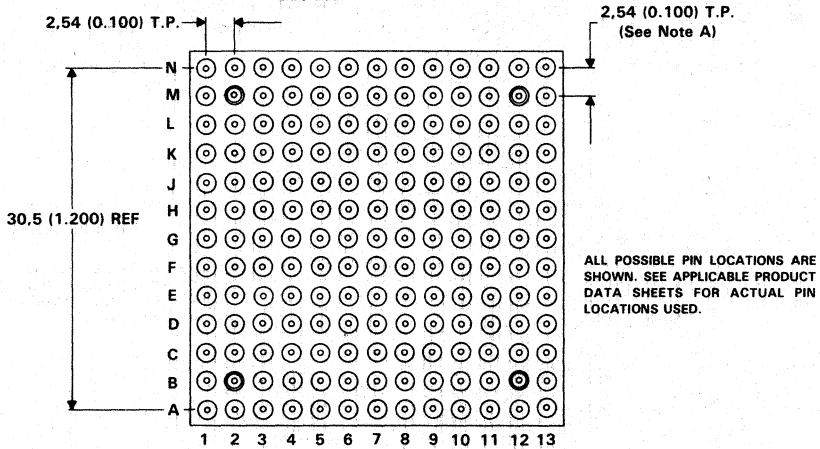 2,54 (0.100) T.P.
2,54 (0.100) T.P.
(See Note A)
N
M
L
K
J
H
30,5 (1.200) REF
G
F
E
D
C
B
A
ALL POSSIBLE PIN LOCATIONS ARE
SHOWN. SEE APPLICABLE PRODUCT
DATA SHEETS FOR ACTUAL PIN
LOCATIONS USED.
1 2 3 4 5 6 7 8 9 10 11 12 13